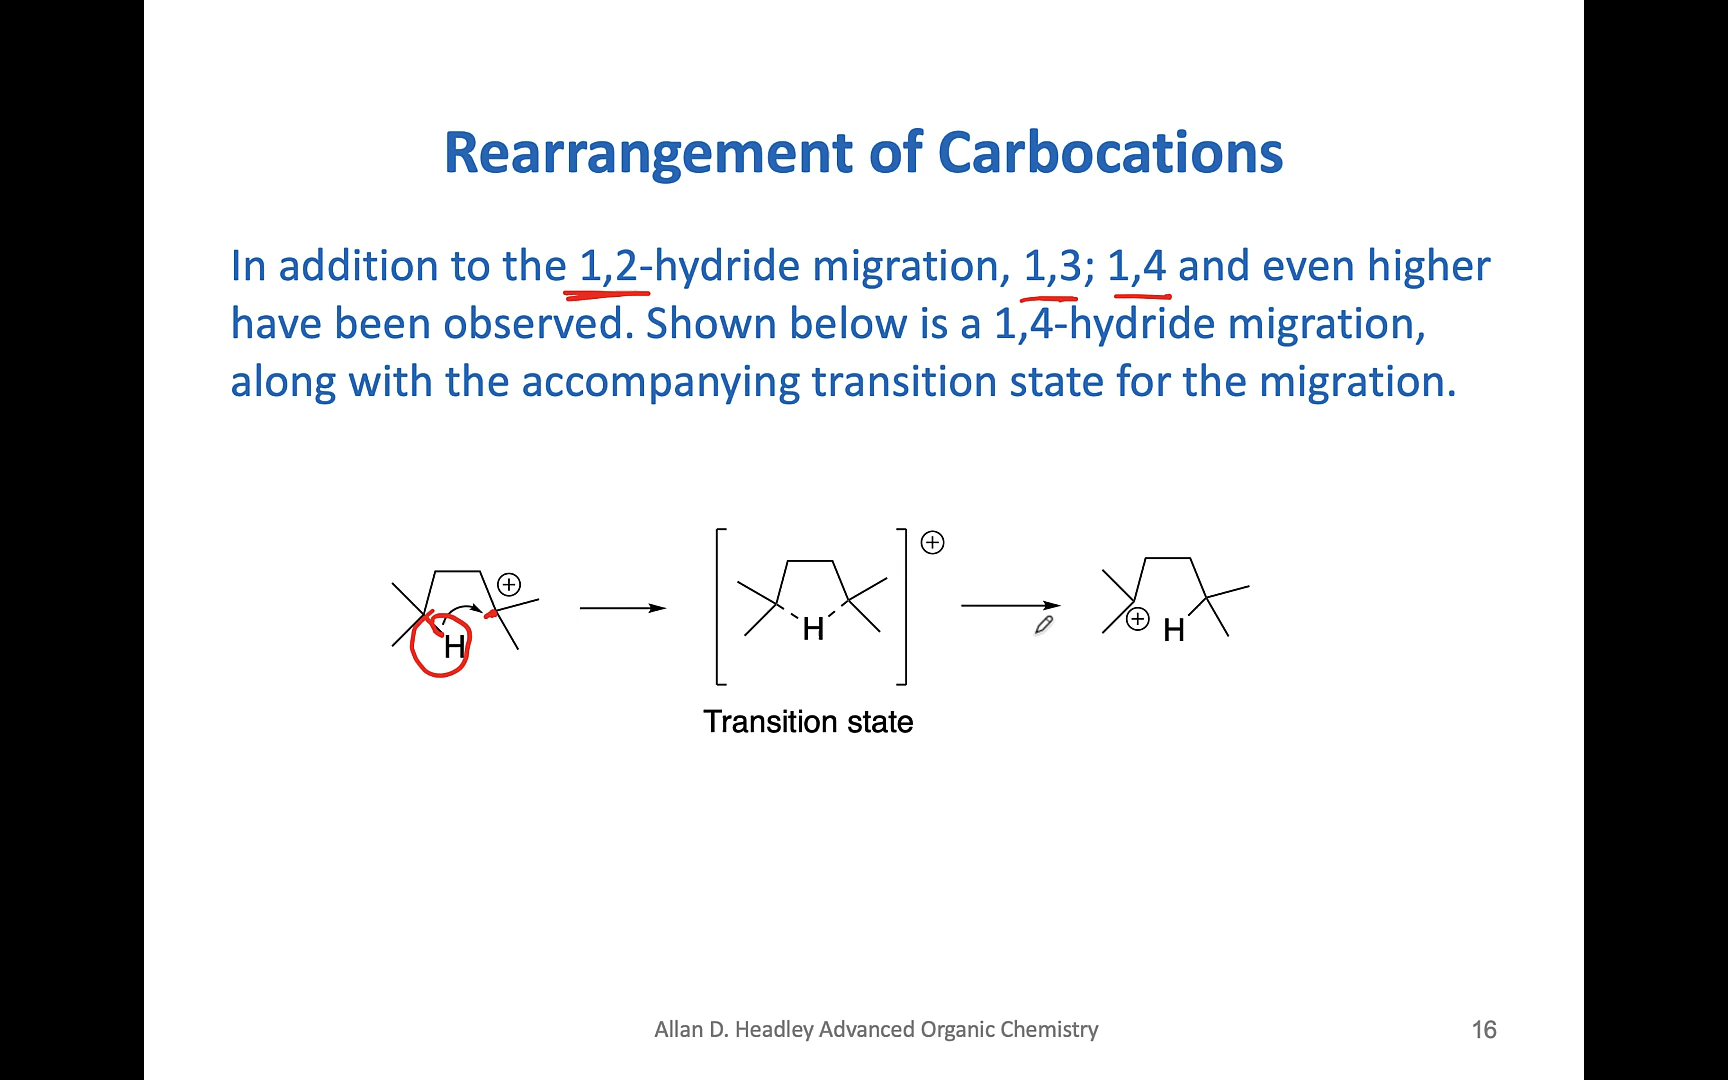 Rearrangement of Carbocations
In addition to the 1,2-hydride migration, 1,3; 1,4 and even higher
have been observed. Shown below is a 1,4-hydride migration,
along with the accompanying transition state for the migration.
⊕ ⊕ ⊕
H H H
Transition state
Allan D. Headley Advanced Organic Chemistry 16